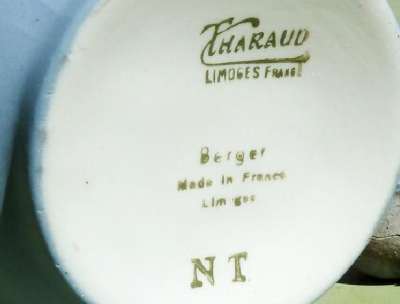 THARAUD
LIMOGES FRANCE
Berger
Made in France
Limoges
NT